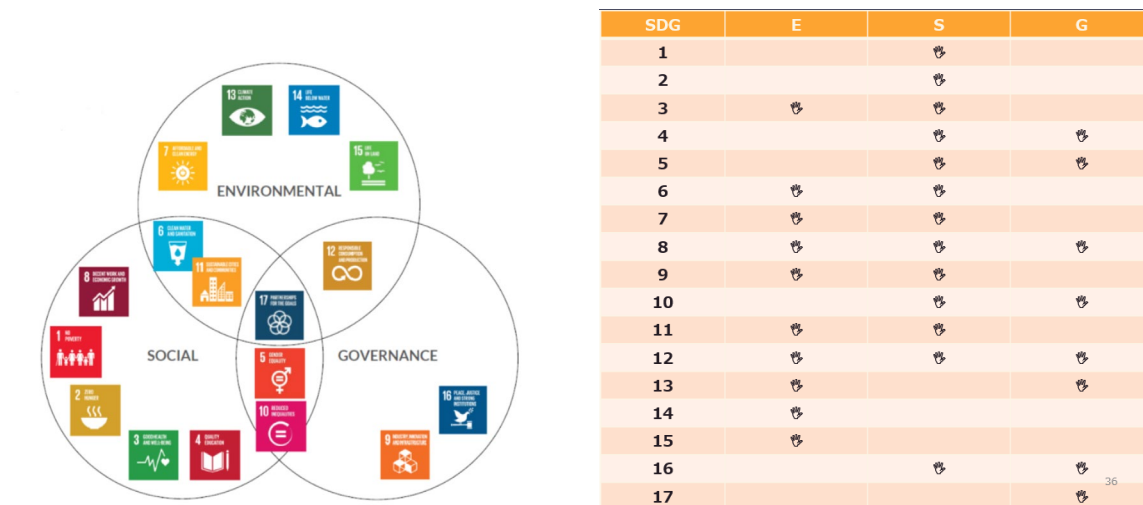 13 CLIMATE
ACTION
14 LIFE
BELOW WATER
7 AFFORDABLE AND
CLEAN ENERGY
15 LIFE
ON LAND
ENVIRONMENTAL
6 CLEAN WATER
AND SANITATION
12 RESPONSIBLE
CONSUMPTION
AND PRODUCTION
11 SUSTAINABLE CITIES
AND COMMUNITIES
8 DECENT WORK AND
ECONOMIC GROWTH
17 PARTNERSHIPS
FOR THE GOALS
1 NO
POVERTY
SOCIAL
5 GENDER
EQUALITY
GOVERNANCE
2 ZERO
HUNGER
10 REDUCED
INEQUALITIES
16 PEACE, JUSTICE
AND STRONG
INSTITUTIONS
3 GOOD HEALTH
AND WELL-BEING
4 QUALITY
EDUCATION
9 INDUSTRY, INNOVATION
AND INFRASTRUCTURE
SDG E S G
1
2
3
4
5
6
7
8
9
10
11
12
13
14
15
16
17
36